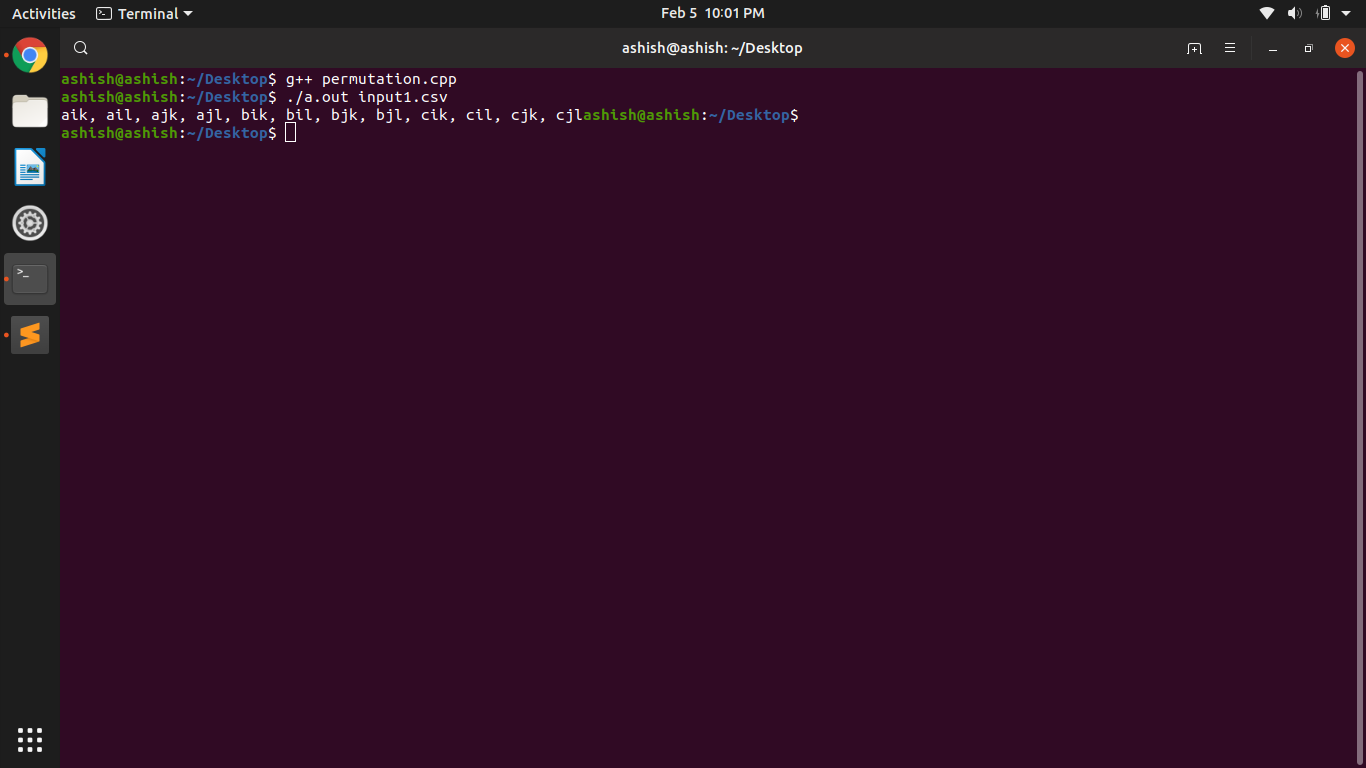 Activities Terminal Feb 5 10:01 PM
ashish@ashish: ~/Desktop
ashish@ashish:~/Desktop$ g++ permutation.cpp
ashish@ashish:~/Desktop$ ./a.out input1.csv
aik, ail, ajk, ajl, bik, bil, bjk, bjl, cik, cil, cjk, cjlashish@ashish:~/Desktop$
ashish@ashish:~/Desktop$